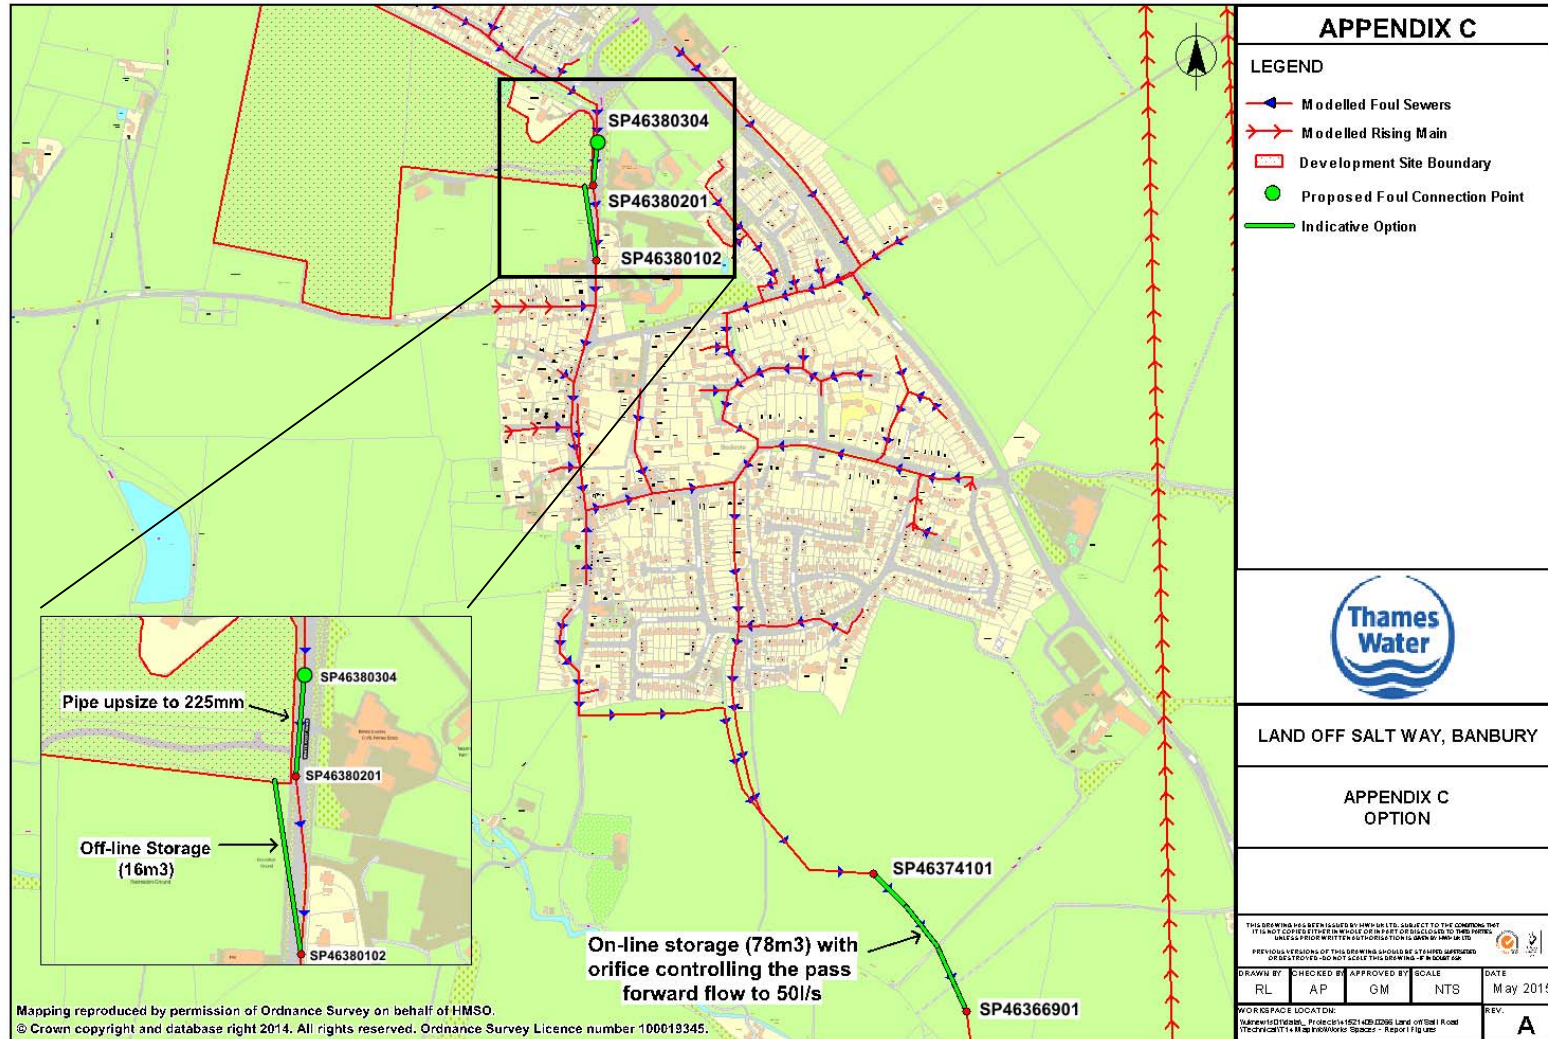 APPENDIX C
LEGEND
Modelled Foul Sewers
Modelled Rising Main
Development Site Boundary
Proposed Foul Connection Point
Indicative Option
SP46380304
SP46380201
SP46380102
SP46380304
Pipe upsize to 225mm
SP46380201
Off-line Storage
(16m3)
SP46380102
SP46374101
On-line storage (78m3) with
orifice controlling the pass
forward flow to 50l/s
SP46366901
Mapping reproduced by permission of Ordnance Survey on behalf of HMSO.
© Crown copyright and database right 2014. All rights reserved. Ordnance Survey Licence number 100019345.
Thames
Water
LAND OFF SALT WAY, BANBURY
APPENDIX C
OPTION
DRAWN BY
CHECKED BY
APPROVED BY
SCALE
DATE
RL
AP
GM
NTS
May 2015
WORKSPACE LOCATION:
REV.
A